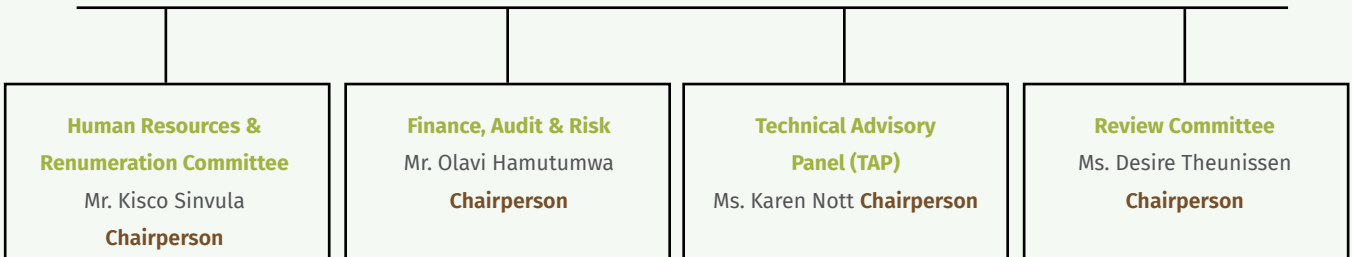 Human Resources &
Renumeration Committee
Mr. Kisco Sinvula
Chairperson
Finance, Audit & Risk
Mr. Olavi Hamutumwa
Chairperson
Technical Advisory
Panel (TAP)
Ms. Karen Nott Chairperson
Review Committee
Ms. Desire Theunissen
Chairperson